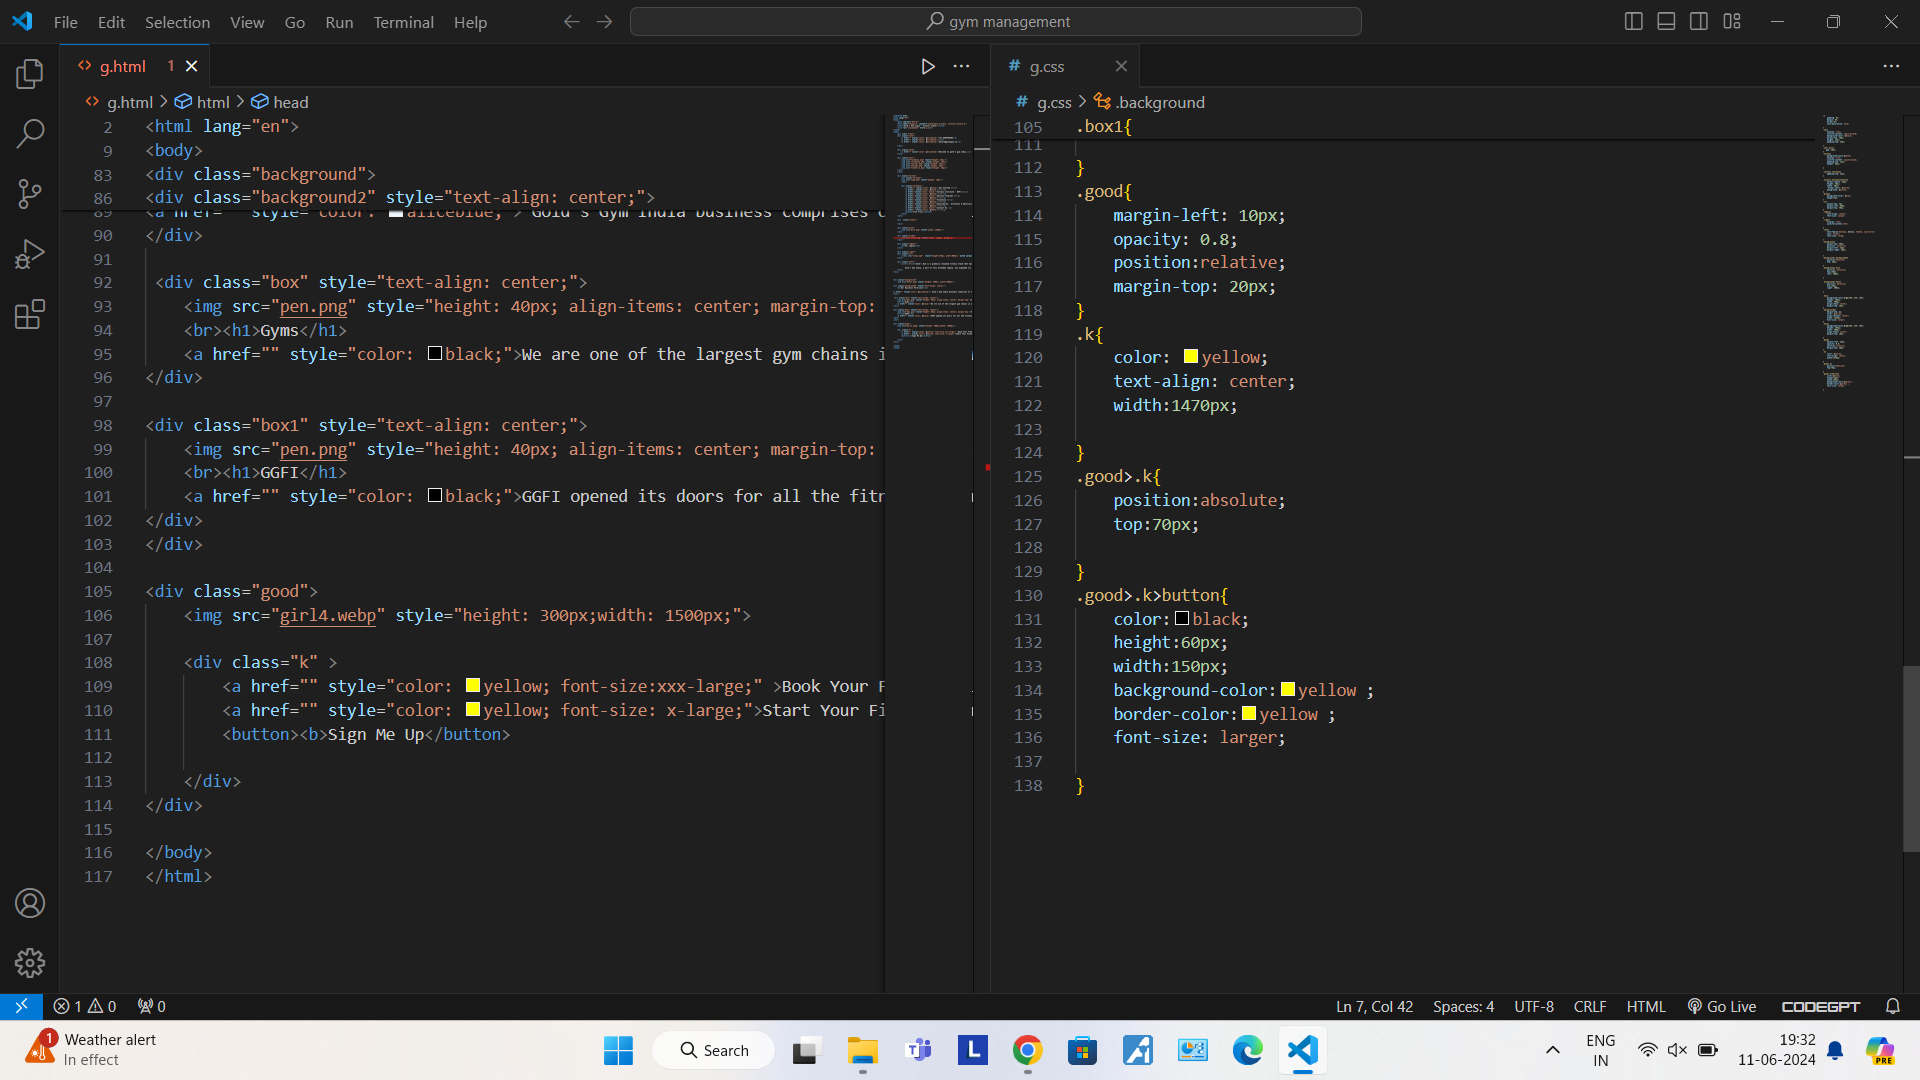 File Edit Selection View Go Run Terminal Help
gym management
g.html 1
g.html > html > head
2 <html lang="en">
9 <body>
83 <div class="background">
86 <div class="background2" style="text-align: center;">
89 <a href="" style="color: aliceblue;"> Gold's Gym India business comprises
90 </div>
91
92 <div class="box" style="text-align: center;">
93 <img src="pen.png" style="height: 40px; align-items: center; margin-top:
94 <br><h1>Gyms</h1>
95 <a href="" style="color: black;">We are one of the largest gym chains i
96 </div>
97
98 <div class="box1" style="text-align: center;">
99 <img src="pen.png" style="height: 40px; align-items: center; margin-top:
100 <br><h1>GGFI</h1>
101 <a href="" style="color: black;">GGFI opened its doors for all the fitn
102 </div>
103 </div>
104
105 <div class="good">
106 <img src="girl4.webp" style="height: 300px;width: 1500px;">
107
108 <div class="k" >
109 <a href="" style="color: yellow; font-size:xxx-large;" >Book Your F
110 <a href="" style="color: yellow; font-size: x-large;">Start Your Fi
111 <button><b>Sign Me Up</button>
112
113 </div>
114 </div>
115
116 </body>
117 </html>
# g.css
# g.css > .background
105 .box1{
111
112 }
113 .good{
114 margin-left: 10px;
115 opacity: 0.8;
116 position:relative;
117 margin-top: 20px;
118 }
119 .k{
120 color: yellow;
121 text-align: center;
122 width:1470px;
123
124 }
125 .good>.k{
126 position:absolute;
127 top:70px;
128
129 }
130 .good>.k>button{
131 color:black;
132 height:60px;
133 width:150px;
134 background-color:yellow ;
135 border-color:yellow ;
136 font-size: larger;
137
138 }
1 0 0 Ln 7, Col 42 Spaces: 4 UTF-8 CRLF HTML Go Live CODEGPT
1 Weather alert
In effect
Search
L
ENG
IN
19:32
11-06-2024
PRE